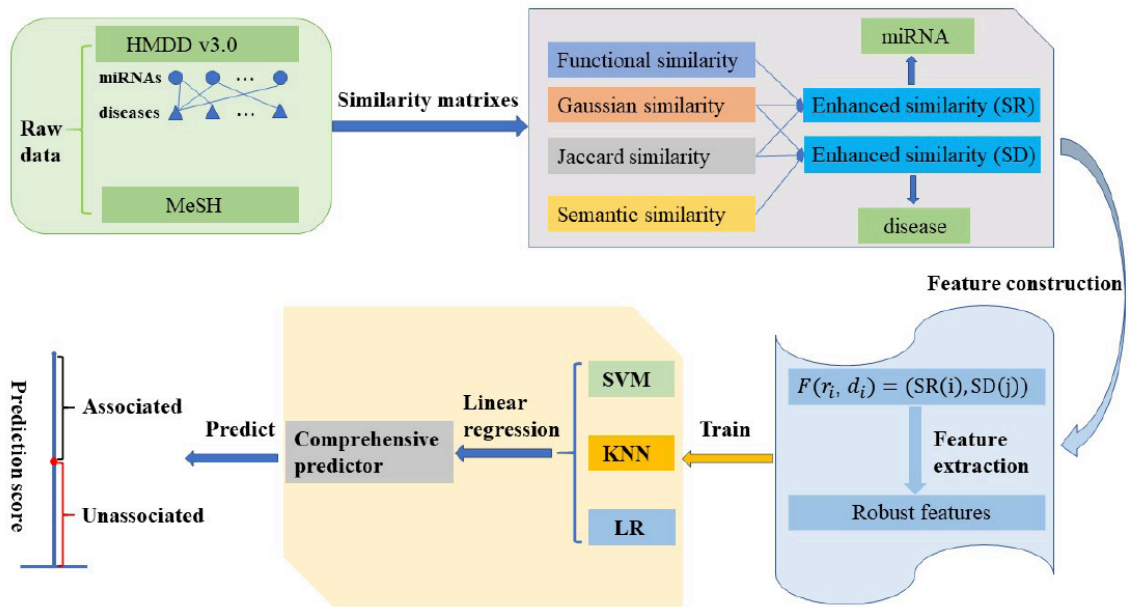 HMDD v3.0
miRNAs
...
diseases
...
Raw
data
MeSH
Similarity matrixes
miRNA
Functional similarity
Gaussian similarity
Enhanced similarity (SR)
Jaccard similarity
Enhanced similarity (SD)
Semantic similarity
disease
Feature construction
F(r_i, d_i) = (SR(i),SD(j))
Feature
extraction
Robust features
Train
SVM
KNN
LR
Linear
regression
Comprehensive
predictor
Predict
Prediction score
Associated
Unassociated